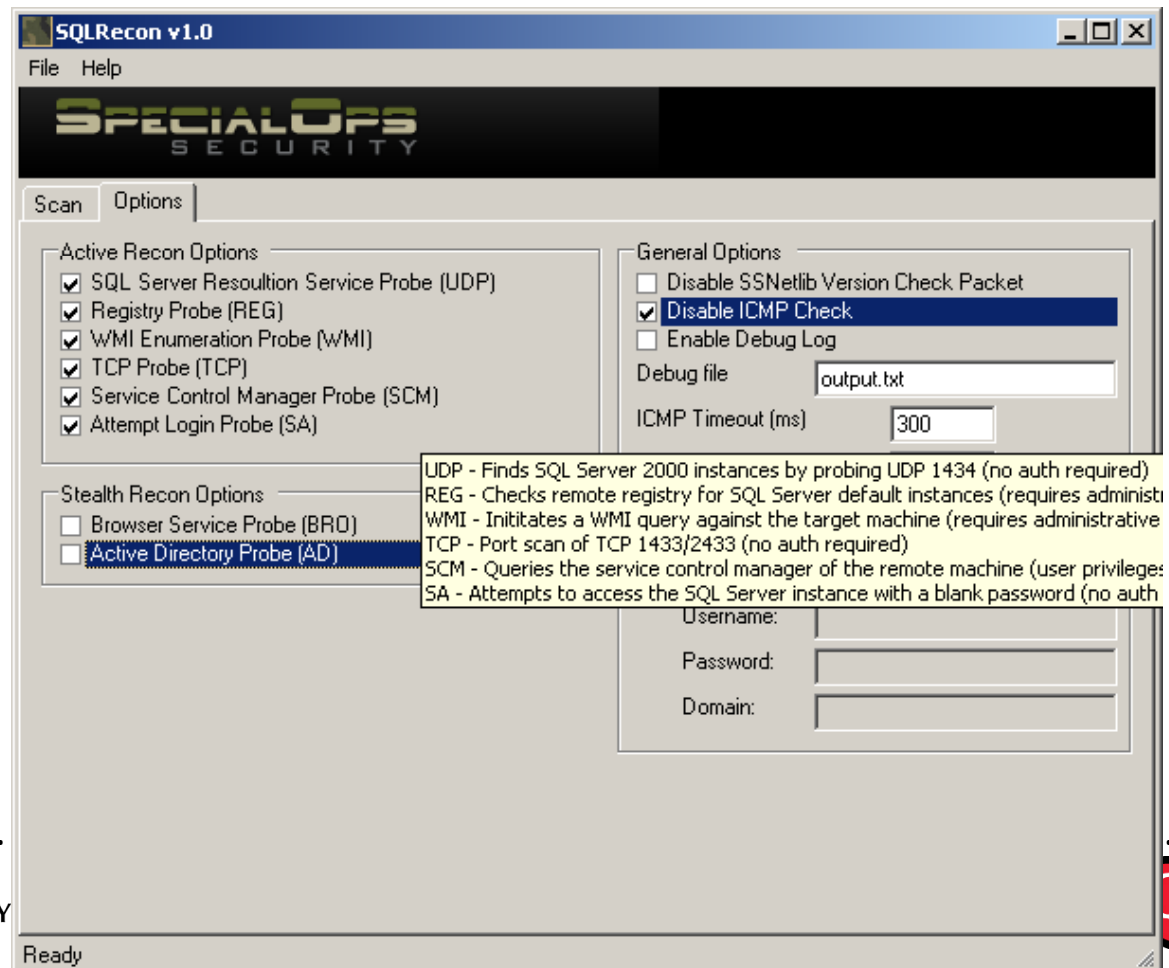 SQLRecon v1.0
File Help
SPECIALOPS
SECURITY
Scan Options
Active Recon Options
SQL Server Resoultion Service Probe (UDP)
Registry Probe (REG)
WMI Enumeration Probe (WMI)
TCP Probe (TCP)
Service Control Manager Probe (SCM)
Attempt Login Probe (SA)
Stealth Recon Options
Browser Service Probe (BRO)
Active Directory Probe (AD)
General Options
Disable SSNetlib Version Check Packet
Disable ICMP Check
Enable Debug Log
Debug file output.txt
ICMP Timeout (ms) 300
UDP - Finds SQL Server 2000 instances by probing UDP 1434 (no auth required)
REG - Checks remote registry for SQL Server default instances (requires administ
WMI - Inititates a WMI query against the target machine (requires administrative
TCP - Port scan of TCP 1433/2433 (no auth required)
SCM - Queries the service control manager of the remote machine (user privileges
SA - Attempts to access the SQL Server instance with a blank password (no auth
Username:
Password:
Domain:
Y
Ready